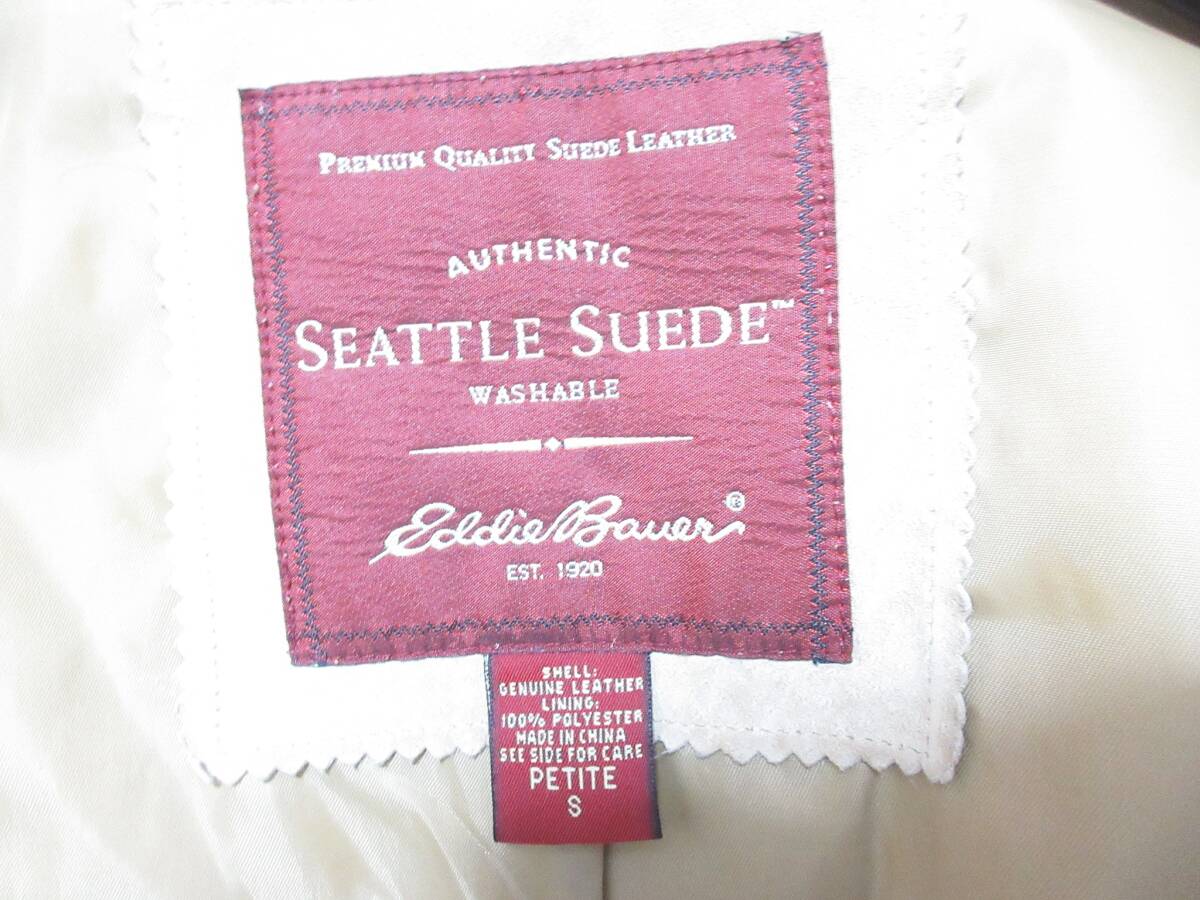 PREMIUM QUALITY SUEDE LEATHER
AUTHENTIC
SEATTLE SUEDE™
WASHABLE
Eddie Bauer®
EST. 1920
SHELL:
GENUINE LEATHER
LINING:
100% POLYESTER
MADE IN CHINA
SEE SIDE FOR CARE
PETITE
S